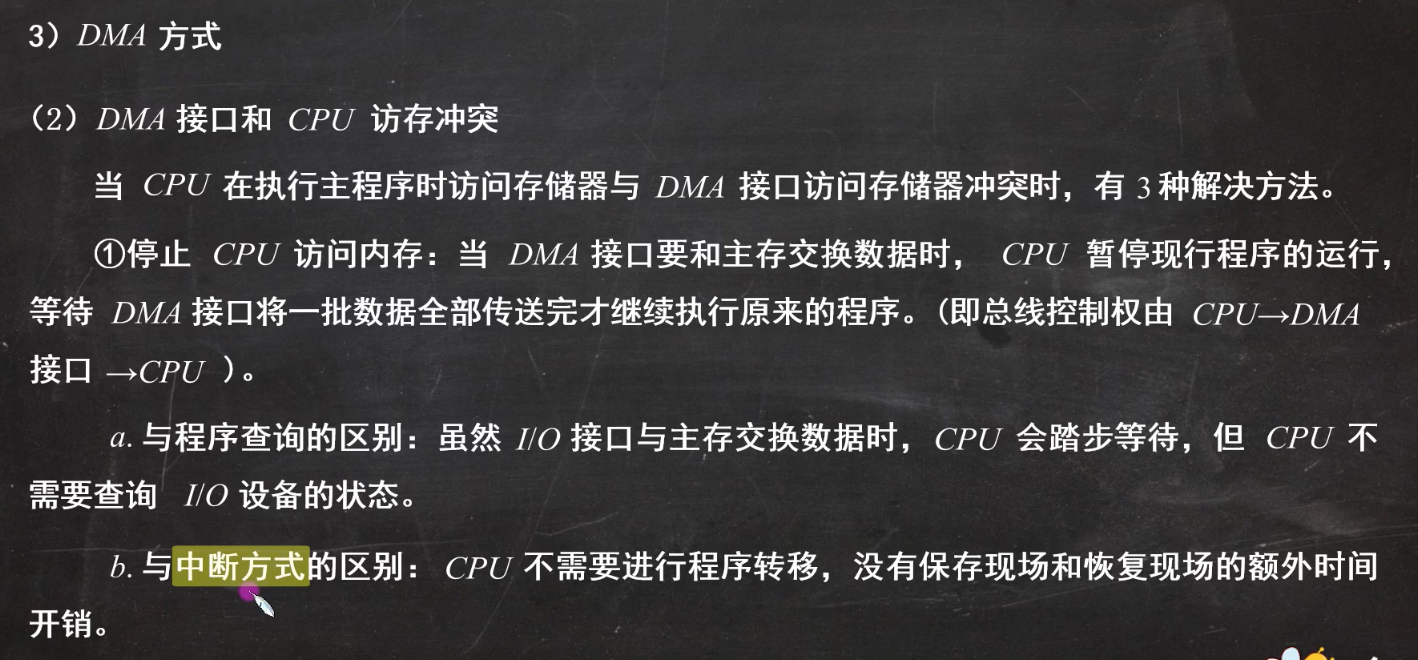 3）DMA 方式
（2）DMA 接口和 CPU 访存冲突
当 CPU 在执行主程序时访问存储器与 DMA 接口访问存储器冲突时，有 3 种解决方法。
①停止 CPU 访问内存：当 DMA 接口要和主存交换数据时， CPU 暂停现行程序的运行，
等待 DMA 接口将一批数据全部传送完才继续执行原来的程序。（即总线控制权由 CPU→DMA
接口 →CPU ）。
a. 与程序查询的区别：虽然 I/O 接口与主存交换数据时，CPU 会踏步等待，但 CPU 不
需要查询 I/O 设备的状态。
b. 与中断方式的区别： CPU 不需要进行程序转移，没有保存现场和恢复现场的额外时间
开销。